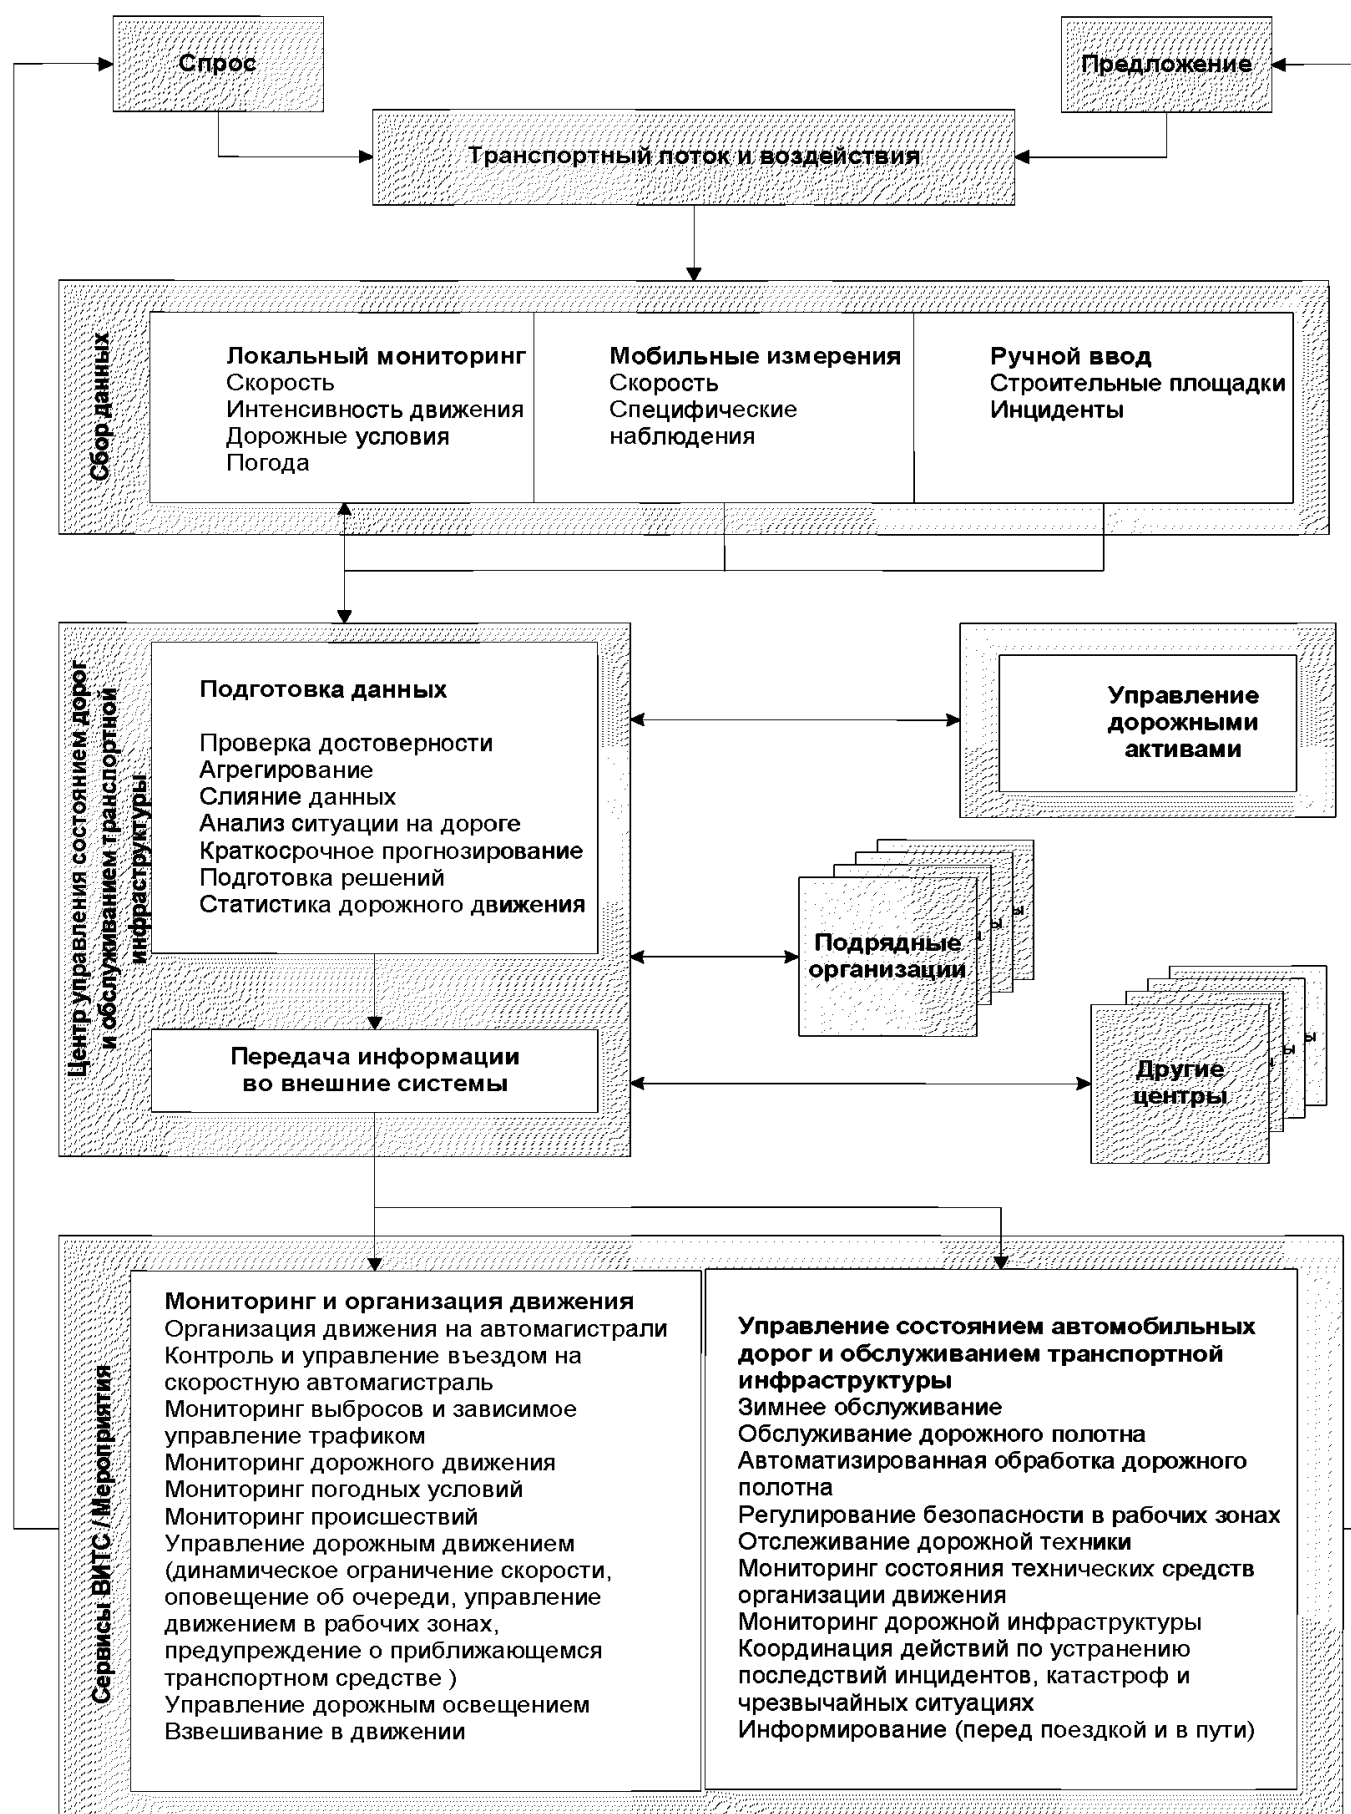 Спрос
Предложение
Транспортный поток и воздействия
Сбор данных
Локальный мониторинг
Скорость
Интенсивность движения
Дорожные условия
Погода
Мобильные измерения
Скорость
Специфические
наблюдения
Ручной ввод
Строительные площадки
Инциденты
Центр управления состоянием дорог
и обслуживанием транспортной
инфраструктуры
Подготовка данных
Проверка достоверности
Агрегирование
Слияние данных
Анализ ситуации на дороге
Краткосрочное прогнозирование
Подготовка решений
Статистика дорожного движения
Передача информации
во внешние системы
Управление
дорожными
активами
Подрядные
организации
Другие
центры
Сервисы ВИТС / Мероприятия
Мониторинг и организация движения
Организация движения на автомагистрали
Контроль и управление въездом на
скоростную автомагистраль
Мониторинг выбросов и зависимое
управление трафиком
Мониторинг дорожного движения
Мониторинг погодных условий
Мониторинг происшествий
Управление дорожным движением
(динамическое ограничение скорости,
оповещение об очереди, управление
движением в рабочих зонах,
предупреждение о приближающемся
транспортном средстве )
Управление дорожным освещением
Взвешивание в движении
Управление состоянием автомобильных
дорог и обслуживанием транспортной
инфраструктуры
Зимнее обслуживание
Обслуживание дорожного полотна
Автоматизированная обработка дорожного
полотна
Регулирование безопасности в рабочих зонах
Отслеживание дорожной техники
Мониторинг состояния технических средств
организации движения
Мониторинг дорожной инфраструктуры
Координация действий по устранению
последствий инцидентов, катастроф и
чрезвычайных ситуациях
Информирование (перед поездкой и в пути)